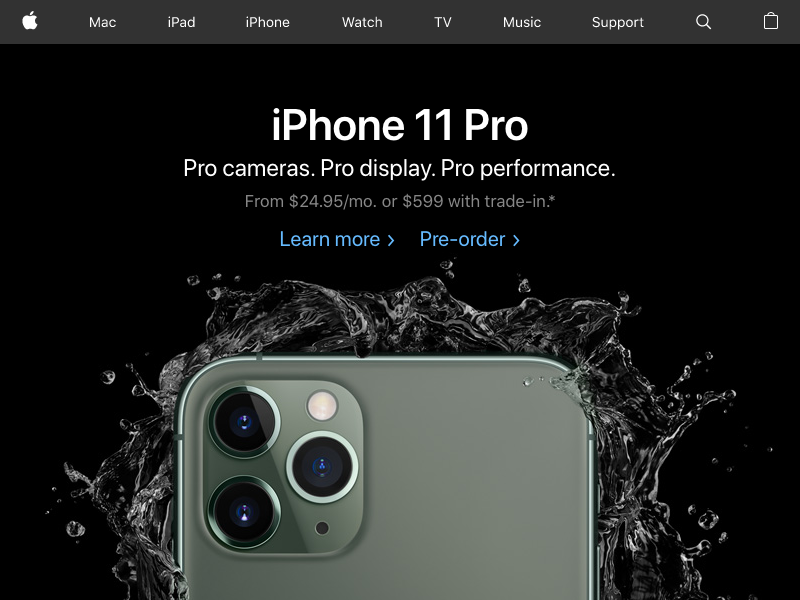 Mac iPad iPhone Watch TV Music Support
iPhone 11 Pro
Pro cameras. Pro display. Pro performance.
From $24.95/mo. or $599 with trade-in.*
Learn more > Pre-order >